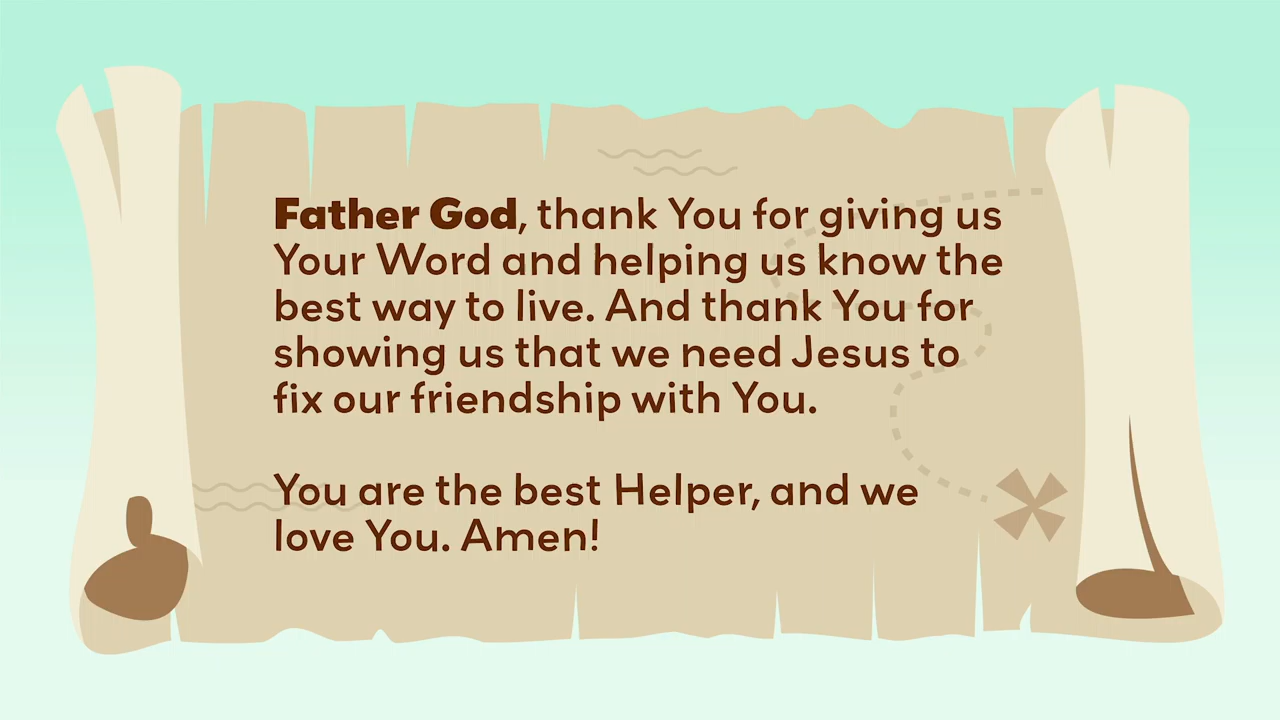 Father God, thank You for giving us
Your Word and helping us know the
best way to live. And thank You for
showing us that we need Jesus to
fix our friendship with You.
You are the best Helper, and we
love You. Amen!